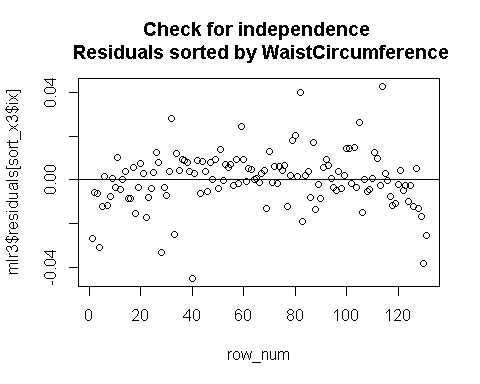 Check for independence
Residuals sorted by WaistCircumference
mlr3$residuals[sort_x3$ix]
0.04
0.00
-0.04
0 20 40 60 80 100 120
row_num